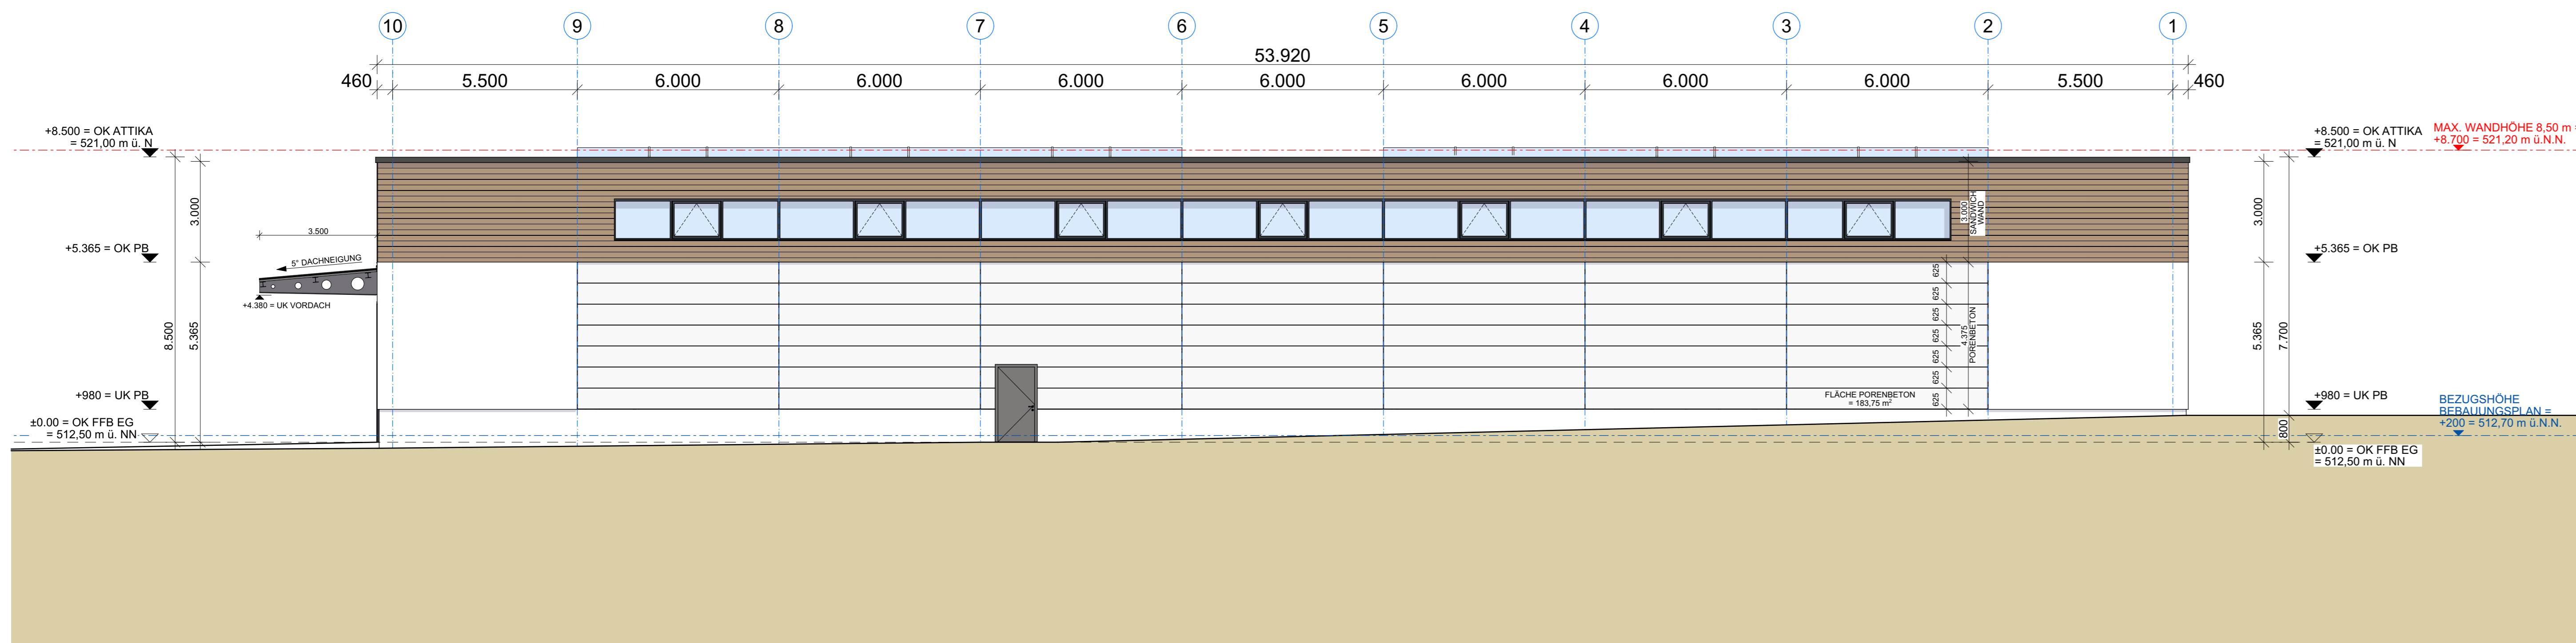 10 9 8 7 6 5 4 3 2 1
53.920
460 5.500 6.000 6.000 6.000 6.000 6.000 6.000 6.000 5.500 460
+8.500 = OK ATTIKA
= 521,00 m ü. N
+8.500 = OK ATTIKA
= 521,00 m ü. N
MAX. WANDHÖHE 8,50 m =
+8.700 = 521,20 m ü.N.N.
3.000
3.000
SANDWICH
WAND
3.000
3.500
+5.365 = OK PB
+5.365 = OK PB
5° DACHNEIGUNG
+4.380 = UK VORDACH
625
625
625
625
625
625
625
4.375
PORENBETON
8.500
5.365
5.365
7.700
FLÄCHE PORENBETON
= 183,75 m²
+980 = UK PB
+980 = UK PB
±0.00 = OK FFB EG
= 512,50 m ü. NN
800
BEZUGSHÖHE
BEBAUUNGSPLAN =
+200 = 512,70 m ü.N.N.
±0.00 = OK FFB EG
= 512,50 m ü. NN